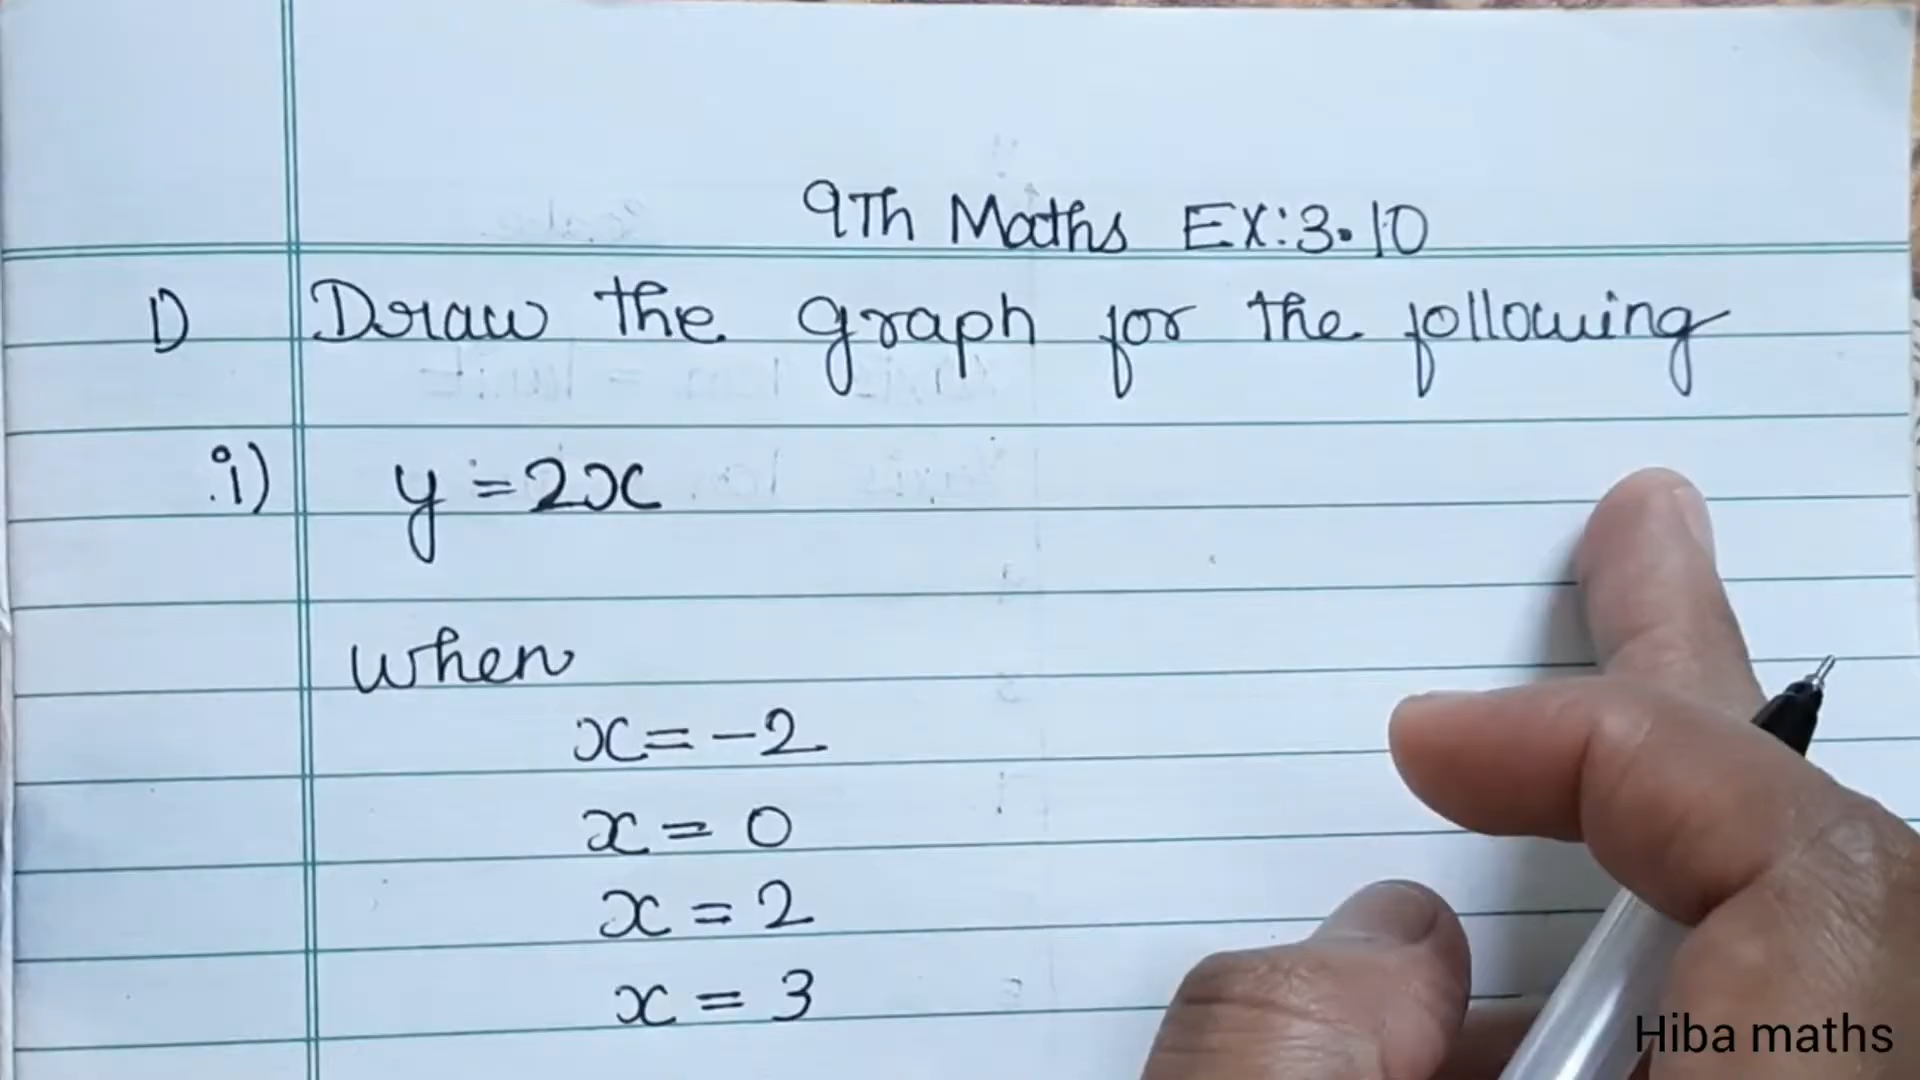 9Th Maths EX:3.10
1) Draw the graph for the following
i) y = 2x
when
x = -2
x = 0
x = 2
x = 3
Hiba maths